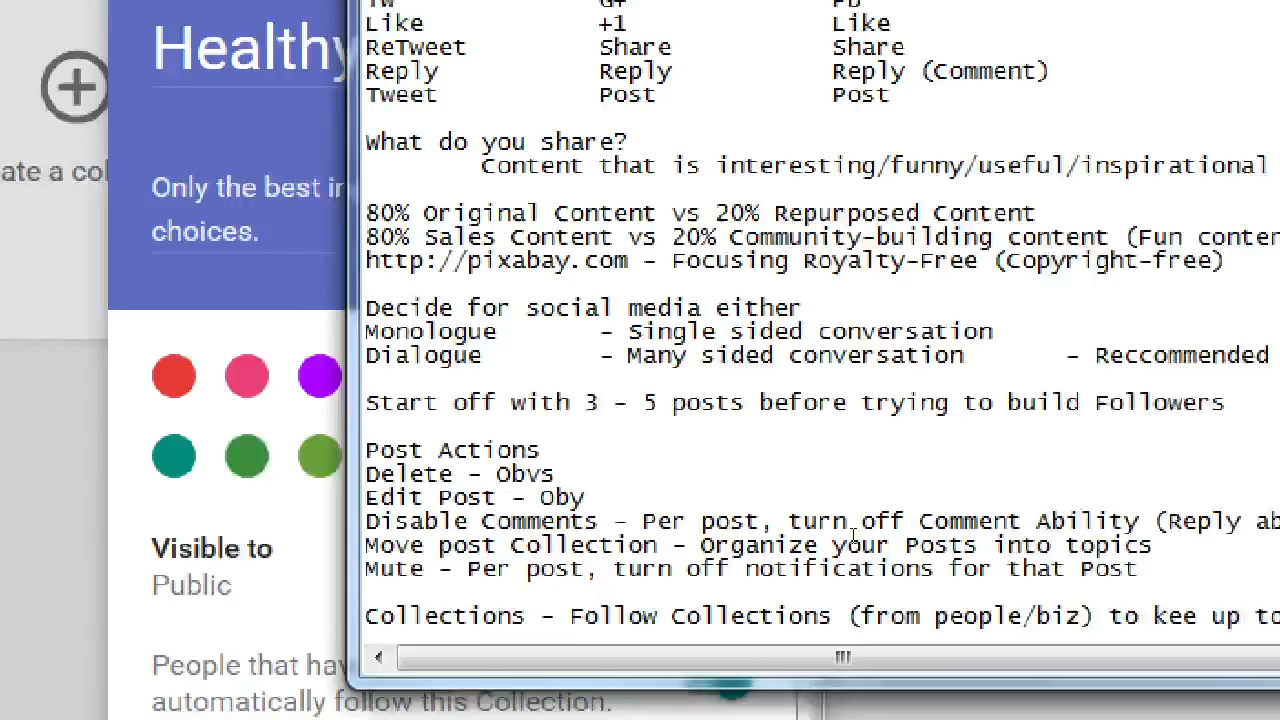 Healthy
ate a col
Only the best in
choices.
Visible to
Public
People that hav
automatically follow this Collection.
Tw G+ Fb
Like +1 Like
ReTweet Share Share
Reply Reply Reply (Comment)
Tweet Post Post
What do you share?
Content that is interesting/funny/useful/inspirational
80% Original Content vs 20% Repurposed Content
80% Sales Content vs 20% Community-building content (Fun conten
http://pixabay.com - Focusing Royalty-Free (Copyright-free)
Decide for social media either
Monologue - Single sided conversation
Dialogue - Many sided conversation - Reccommended
Start off with 3 - 5 posts before trying to build Followers
Post Actions
Delete - Obvs
Edit Post - Oby
Disable Comments - Per post, turn off Comment Ability (Reply ab
Move post Collection - Organize your Posts into topics
Mute - Per post, turn off notifications for that Post
Collections - Follow Collections (from people/biz) to kee up to